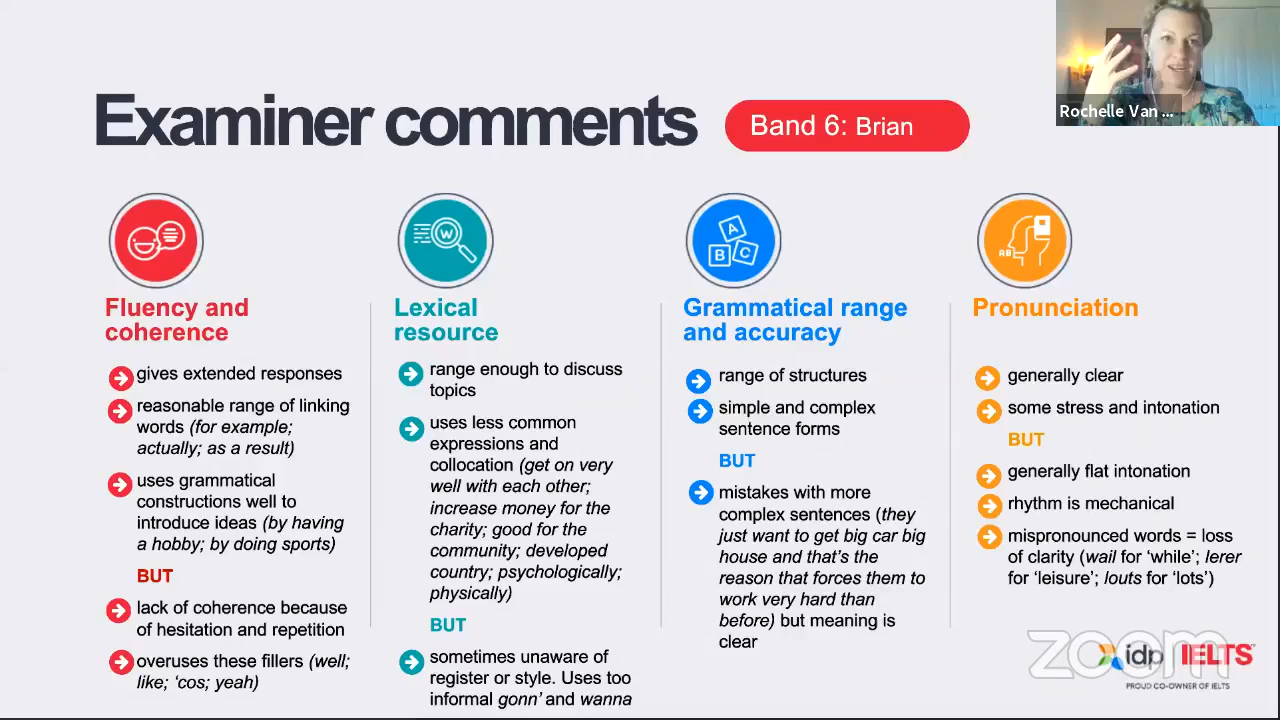 Examiner comments
Band 6: Brian
Rochelle Van ...
Fluency and
coherence
gives extended responses
reasonable range of linking
words (for example;
actually; as a result)
uses grammatical
constructions well to
introduce ideas (by having
a hobby; by doing sports)
BUT
lack of coherence because
of hesitation and repetition
overuses these fillers (well;
like; ‘cos; yeah)
W
Lexical
resource
range enough to discuss
topics
uses less common
expressions and
collocation (get on very
well with each other;
increase money for the
charity; good for the
community; developed
country; psychologically;
physically)
BUT
sometimes unaware of
register or style. Uses too
informal gonn’ and wanna
A
B C
Grammatical range
and accuracy
range of structures
simple and complex
sentence forms
BUT
mistakes with more
complex sentences (they
just want to get big car big
house and that’s the
reason that forces them to
work very hard than
before) but meaning is
clear
AB
Pronunciation
generally clear
some stress and intonation
BUT
generally flat intonation
rhythm is mechanical
mispronounced words = loss
of clarity (wail for ‘while’; lerer
for ‘leisure’; louts for ‘lots’)
zoom
idp IELTS
PROUD CO-OWNER OF IELTS